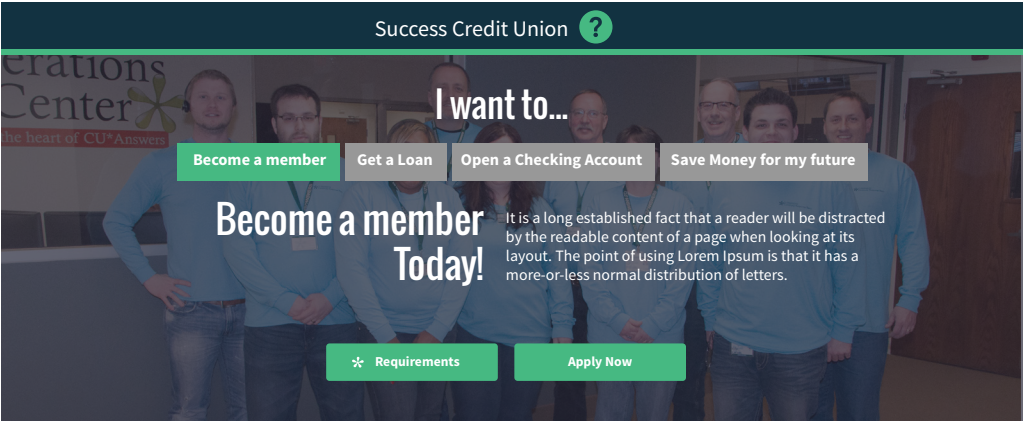 Success Credit Union ?
erations
Center
the heart of CU*Answers
I want to...
Become a member
Get a Loan
Open a Checking Account
Save Money for my future
Become a member
Today!
It is a long established fact that a reader will be distracted
by the readable content of a page when looking at its
layout. The point of using Lorem Ipsum is that it has a
more-or-less normal distribution of letters.
* Requirements
Apply Now